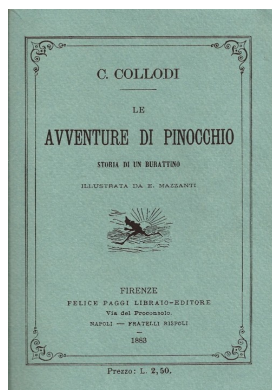 C. COLLODI
LE
AVVENTURE DI PINOCCHIO
STORIA DI UN BURATTINO
ILLUSTRATA DA E. MAZZANTI
FIRENZE
FELICE PAGGI LIBRAIO-EDITORE
Via del Proconsolo.
NAPOLI — FRATELLI RISPOLI
1883
Prezzo: L. 2,50.